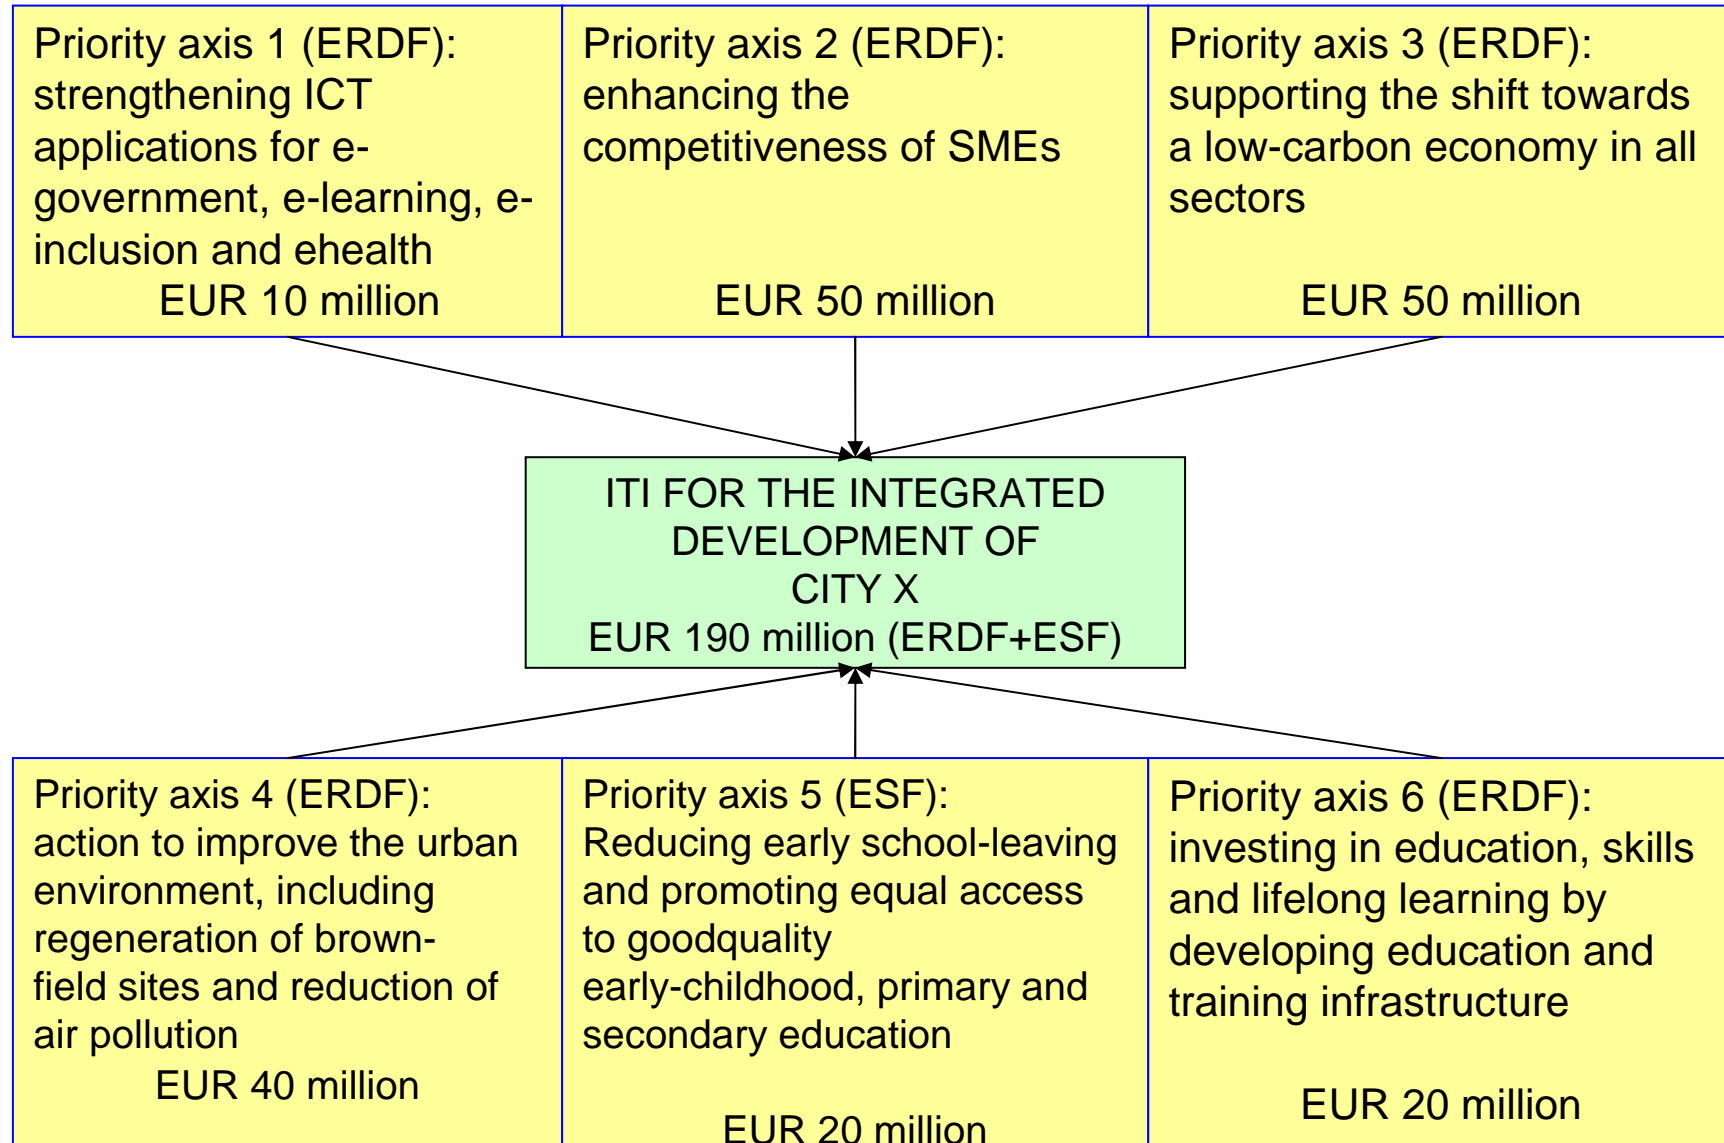 Priority axis 1 (ERDF):
strengthening ICT
applications for e-
government, e-learning, e-
inclusion and ehealth
EUR 10 million
Priority axis 2 (ERDF):
enhancing the
competitiveness of SMEs
EUR 50 million
Priority axis 3 (ERDF):
supporting the shift towards
a low-carbon economy in all
sectors
EUR 50 million
ITI FOR THE INTEGRATED
DEVELOPMENT OF
CITY X
EUR 190 million (ERDF+ESF)
Priority axis 4 (ERDF):
action to improve the urban
environment, including
regeneration of brown-
field sites and reduction of
air pollution
EUR 40 million
Priority axis 5 (ESF):
Reducing early school-leaving
and promoting equal access
to goodquality
early-childhood, primary and
secondary education
EUR 20 million
Priority axis 6 (ERDF):
investing in education, skills
and lifelong learning by
developing education and
training infrastructure
EUR 20 million